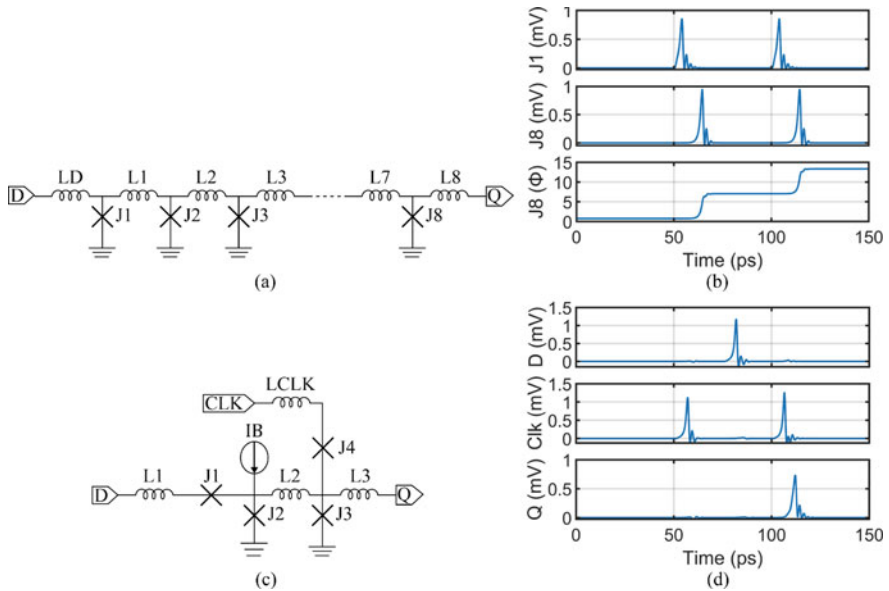 LD L1 L2 L3 L7 L8
D Q
J1 J2 J3 J8
(a)
J1 (mV)
1
0.5
0
J8 (mV)
1
0.5
0
J8 (Φ)
15
10
5
0
0 50 100 150
Time (ps)
(b)
LCLK
CLK
IB
J4
L1 J1 L2 L3
D Q
J2 J3
(c)
D (mV)
1.5
1
0.5
0
Clk (mV)
1.5
1
0.5
0
Q (mV)
1
0.5
0
0 50 100 150
Time (ps)
(d)